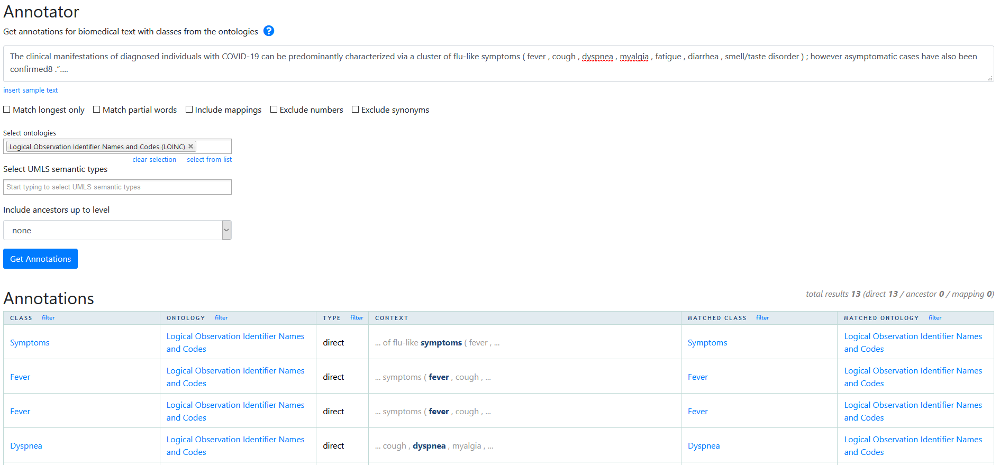 Annotator
Get annotations for biomedical text with classes from the ontologies ?
The clinical manifestations of diagnosed individuals with COVID-19 can be predominantly characterized via a cluster of flu-like symptoms ( fever , cough , dyspnea , myalgia , fatigue , diarrhea , smell/taste disorder ) ; however asymptomatic cases have also been
confirmed8 .”....
insert sample text
Match longest only Match partial words Include mappings Exclude numbers Exclude synonyms
Select ontologies
Logical Observation Identifier Names and Codes (LOINC) ×
clear selection select from list
Select UMLS semantic types
Start typing to select UMLS semantic types
Include ancestors up to level
none
Get Annotations
Annotations total results 13 (direct 13 / ancestor 0 / mapping 0)
CLASS filter ONTOLOGY filter TYPE filter CONTEXT MATCHED CLASS filter MATCHED ONTOLOGY filter
Symptoms Logical Observation Identifier Names and Codes direct ... of flu-like symptoms ( fever , ... Symptoms Logical Observation Identifier Names and Codes
Fever Logical Observation Identifier Names and Codes direct ... symptoms ( fever , cough , ... Fever Logical Observation Identifier Names and Codes
Fever Logical Observation Identifier Names and Codes direct ... symptoms ( fever , cough , ... Fever Logical Observation Identifier Names and Codes
Dyspnea Logical Observation Identifier Names and Codes direct ... cough , dyspnea , myalgia , ... Dyspnea Logical Observation Identifier Names and Codes